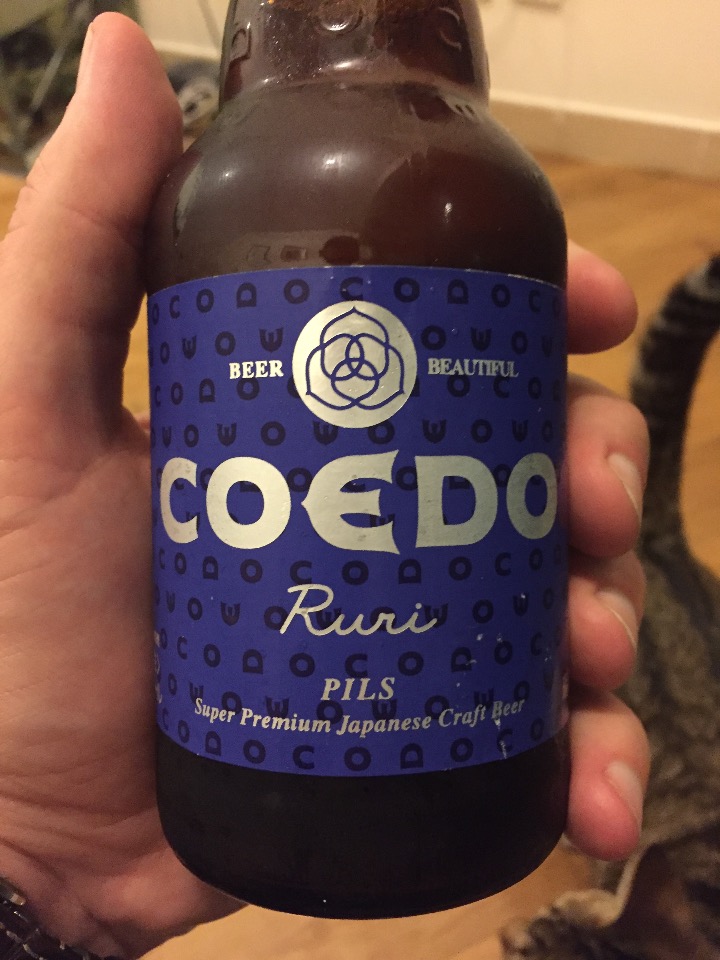 BEER BEAUTIFUL
COEDO
Ruri
PILS
Super Premium Japanese Craft Beer